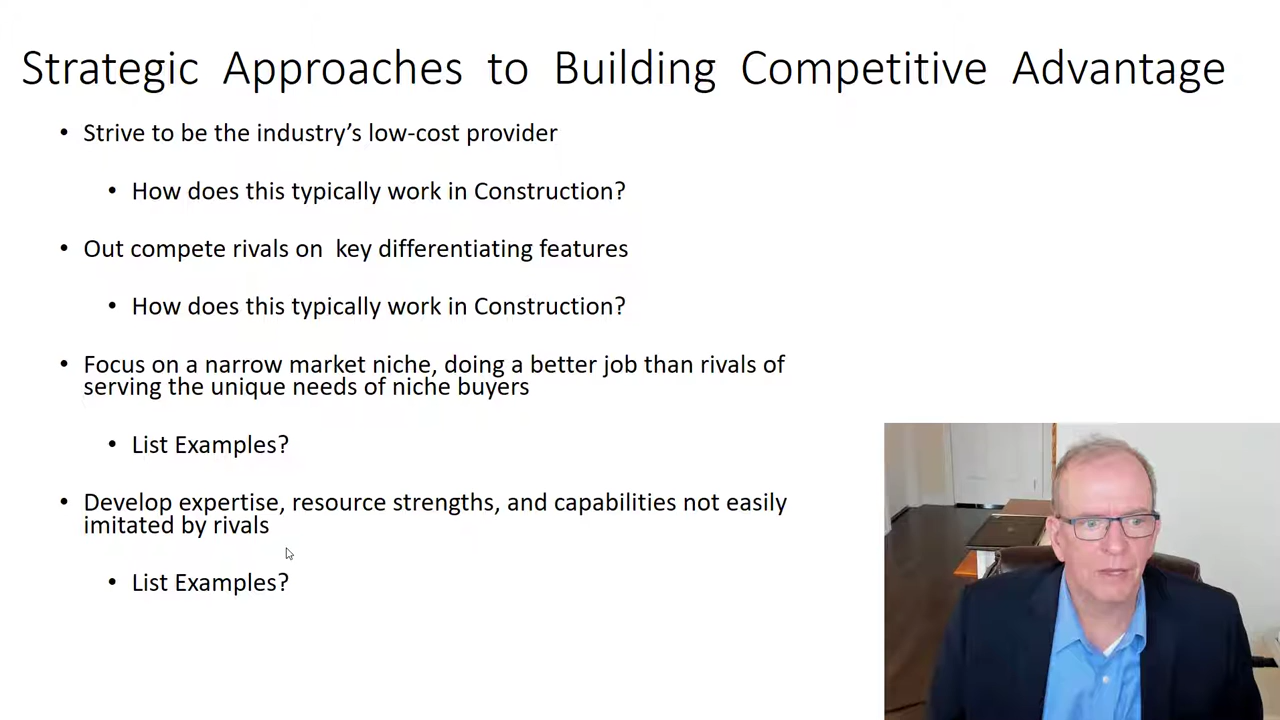 Strategic Approaches to Building Competitive Advantage
• Strive to be the industry's low-cost provider
• How does this typically work in Construction?
• Out compete rivals on key differentiating features
• How does this typically work in Construction?
• Focus on a narrow market niche, doing a better job than rivals of
serving the unique needs of niche buyers
• List Examples?
• Develop expertise, resource strengths, and capabilities not easily
imitated by rivals
• List Examples?